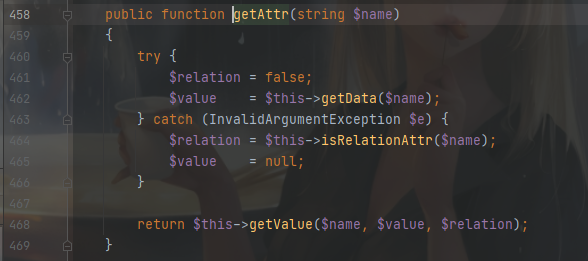 458 public function getAttr(string $name)
459 {
460 try {
461 $relation = false;
462 $value    = $this->getData($name);
463 } catch (InvalidArgumentException $e) {
464 $relation = $this->isRelationAttr($name);
465 $value    = null;
466 }
467
468 return $this->getValue($name, $value, $relation);
469 }